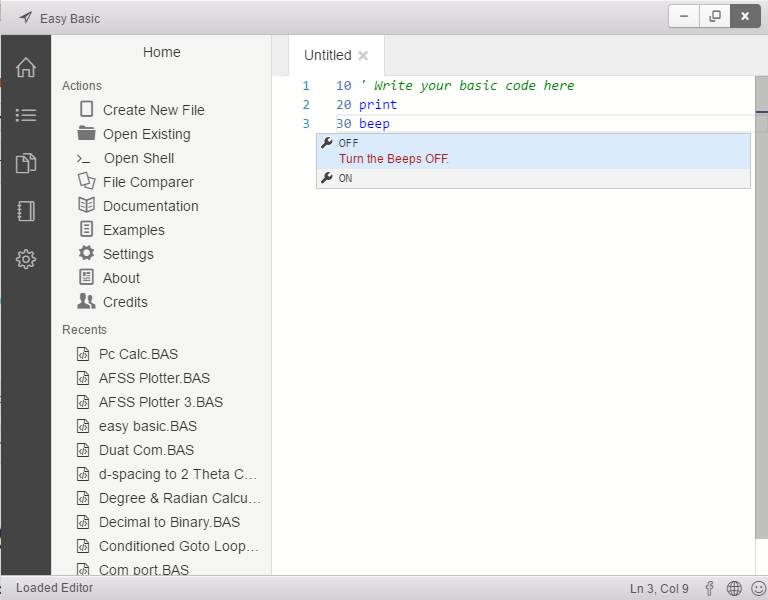 Easy Basic
Home
Actions
Create New File
Open Existing
Open Shell
File Comparer
Documentation
Examples
Settings
About
Credits
Recents
Pc Calc.BAS
AFSS Plotter.BAS
AFSS Plotter 3.BAS
easy basic.BAS
Duat Com.BAS
d-spacing to 2 Theta C...
Degree & Radian Calcu...
Decimal to Binary.BAS
Conditioned Goto Loop...
Com port.BAS
Untitled
1 10 ' Write your basic code here
2 20 print
3 30 beep
OFF
Turn the Beeps OFF.
ON
Loaded Editor
Ln 3, Col 9